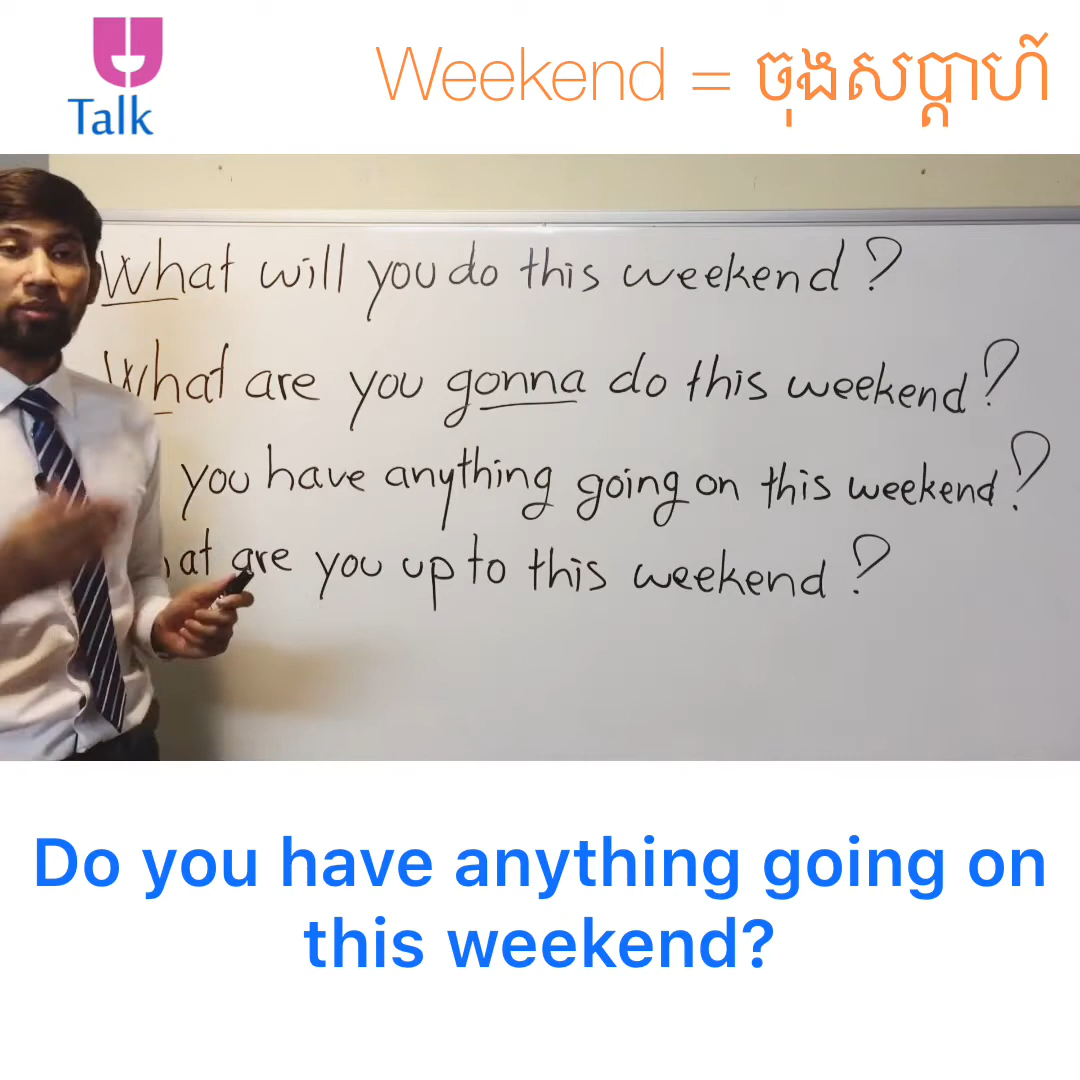 Talk
Weekend = ចុងសប្ដាហ៍
What will you do this weekend?
What are you gonna do this weekend?
you have anything going on this weekend?
at are you up to this weekend?
Do you have anything going on
this weekend?